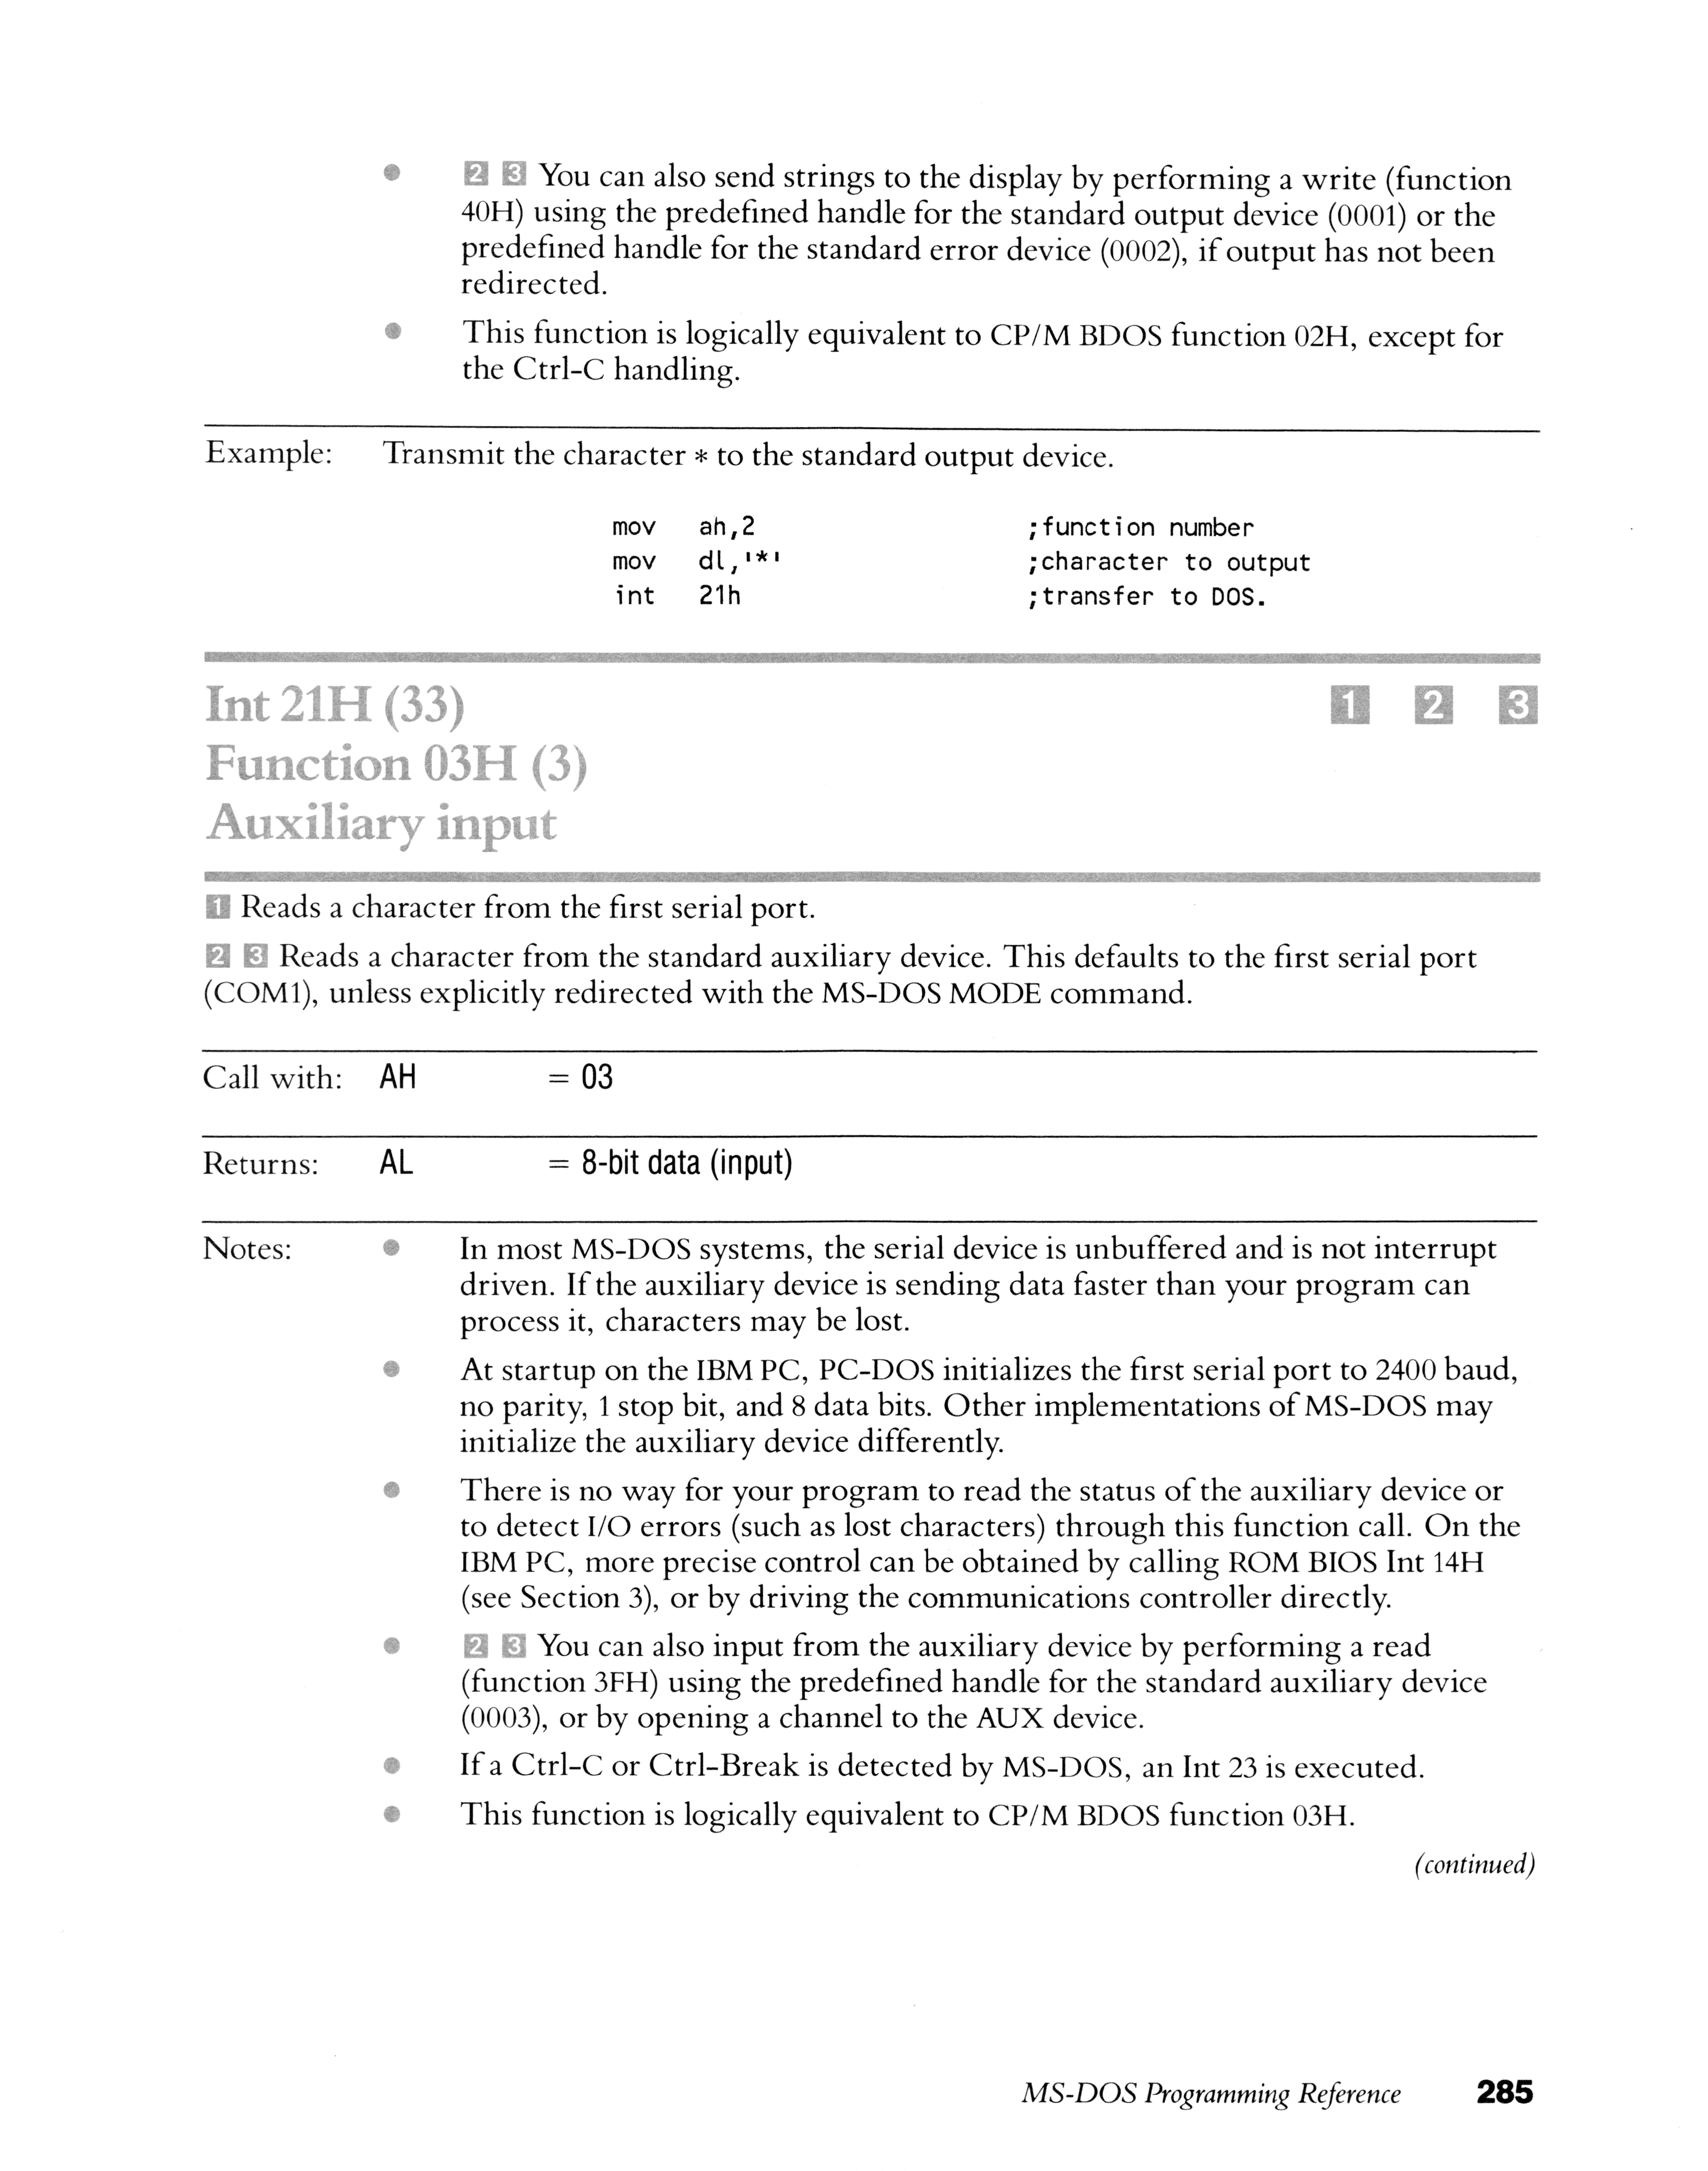 2 3 You can also send strings to the display by performing a write (function
40H) using the predefined handle for the standard output device (0001) or the
predefined handle for the standard error device (0002), if output has not been
redirected.
This function is logically equivalent to CP/M BDOS function 02H, except for
the Ctrl-C handling.
Example: Transmit the character * to the standard output device.
mov ah,2 ;function number
mov dl,'*' ;character to output
int 21h ;transfer to DOS.
Int 21H (33) 1 2 3
Function 03H (3)
Auxiliary input
1 Reads a character from the first serial port.
2 3 Reads a character from the standard auxiliary device. This defaults to the first serial port
(COM1), unless explicitly redirected with the MS-DOS MODE command.
Call with: AH = 03
Returns: AL = 8-bit data (input)
Notes: In most MS-DOS systems, the serial device is unbuffered and is not interrupt
driven. If the auxiliary device is sending data faster than your program can
process it, characters may be lost.
At startup on the IBM PC, PC-DOS initializes the first serial port to 2400 baud,
no parity, 1 stop bit, and 8 data bits. Other implementations of MS-DOS may
initialize the auxiliary device differently.
There is no way for your program to read the status of the auxiliary device or
to detect I/O errors (such as lost characters) through this function call. On the
IBM PC, more precise control can be obtained by calling ROM BIOS Int 14H
(see Section 3), or by driving the communications controller directly.
2 3 You can also input from the auxiliary device by performing a read
(function 3FH) using the predefined handle for the standard auxiliary device
(0003), or by opening a channel to the AUX device.
If a Ctrl-C or Ctrl-Break is detected by MS-DOS, an Int 23 is executed.
This function is logically equivalent to CP/M BDOS function 03H.
(continued)
MS-DOS Programming Reference 285